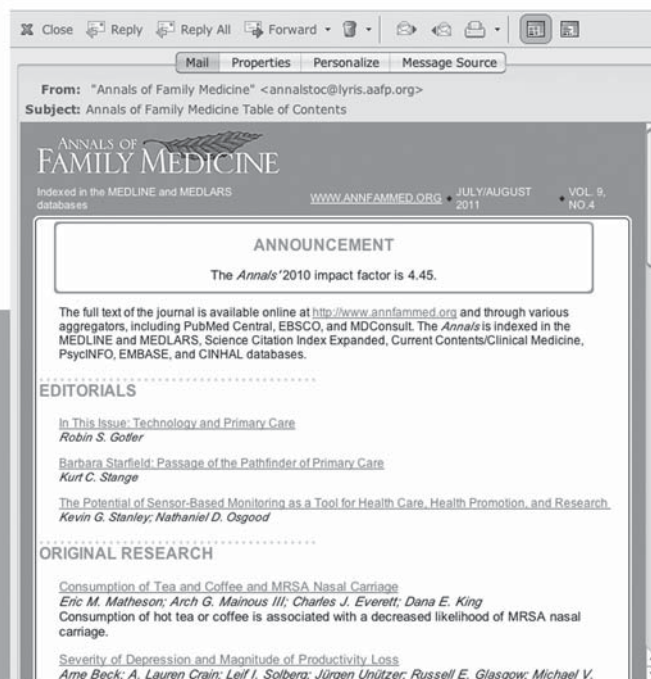 Close Reply Reply All Forward
Mail Properties Personalize Message Source
From: "Annals of Family Medicine" <annalstoc@lyris.aafp.org>
Subject: Annals of Family Medicine Table of Contents
ANNALS OF
FAMILY MEDICINE
Indexed in the MEDLINE and MEDLARS
databases
WWW.ANNFAMMED.ORG • JULY/AUGUST
2011
• VOL. 9,
NO.4
ANNOUNCEMENT
The Annals' 2010 impact factor is 4.45.
The full text of the journal is available online at http://www.annfammed.org and through various
aggregators, including PubMed Central, EBSCO, and MDConsult. The Annals is indexed in the
MEDLINE and MEDLARS, Science Citation Index Expanded, Current Contents/Clinical Medicine,
PsycINFO, EMBASE, and CINHAL databases.
EDITORIALS
In This Issue: Technology and Primary Care
Robin S. Gotler
Barbara Starfield: Passage of the Pathfinder of Primary Care
Kurt C. Stange
The Potential of Sensor-Based Monitoring as a Tool for Health Care, Health Promotion, and Research
Kevin G. Stanley; Nathaniel D. Osgood
ORIGINAL RESEARCH
Consumption of Tea and Coffee and MRSA Nasal Carriage
Eric M. Matheson; Arch G. Mainous III; Charles J. Everett; Dana E. King
Consumption of hot tea or coffee is associated with a decreased likelihood of MRSA nasal
carriage.
Severity of Depression and Magnitude of Productivity Loss
Arne Beck; A. Lauren Crain; Leif I. Solberg; Jürgen Unützer; Russell E. Glasgow; Michael V.